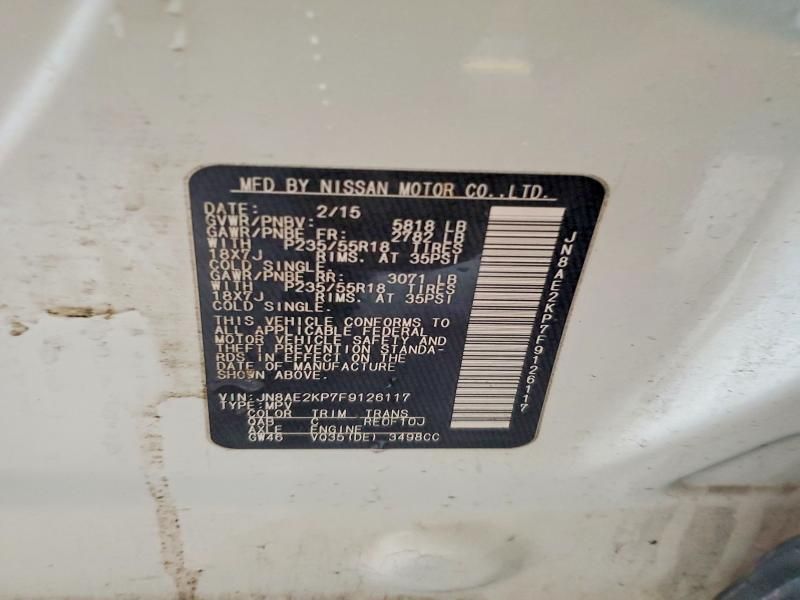 MFD BY NISSAN MOTOR CO.,LTD.
DATE: 2/15
GVWR/PNBV: 5818 LB
GAWR/PNBE FR: 2782 LB
WITH P235/55R18 TIRES
18X7J RIMS. AT 35PSI
COLD SINGLE.
GAWR/PNBE RR: 3071 LB
WITH P235/55R18 TIRES
18X7J RIMS. AT 35PSI
COLD SINGLE.
THIS VEHICLE CONFORMS TO
ALL APPLICABLE FEDERAL
MOTOR VEHICLE SAFETY AND
THEFT PREVENTION STANDA-
RDS IN EFFECT ON THE
DATE OF MANUFACTURE
SHOWN ABOVE.
VIN: JN8AE2KP7F9126117
TYPE: MPV
COLOR TRIM TRANS
QAB C RE0F10J
AXLE ENGINE
GW46 VQ35(DE) 3498CC
JN8AE2KP7F9126117